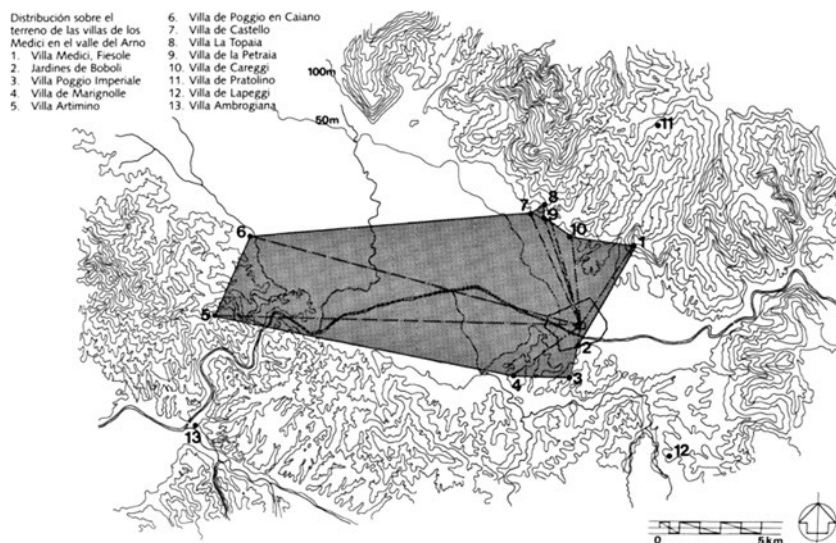 Distribución sobre el
terreno de las villas de los
Medici en el valle del Arno
1. Villa Medici, Fiesole
2. Jardines de Boboli
3. Villa Poggio Imperiale
4. Villa de Marignolle
5. Villa Artimino
6. Villa de Poggio en Caiano
7. Villa de Castello
8. Villa La Topaia
9. Villa de la Petraia
10. Villa de Careggi
11. Villa de Pratolino
12. Villa de Lapeggi
13. Villa Ambrogiana
100m
50m
11
8
7
9
10
6
1
5
2
4
3
13
12
0 5km